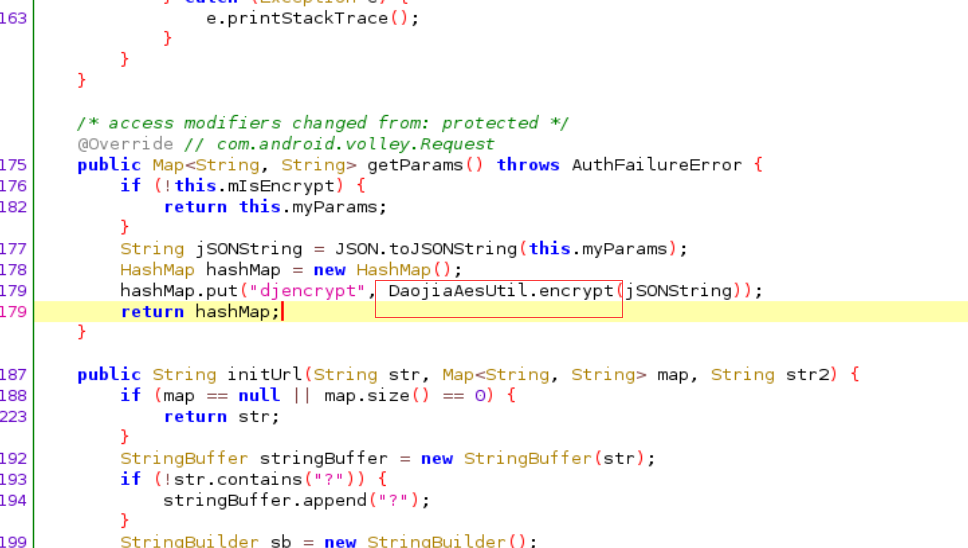 163 e.printStackTrace();
}
}
}
/* access modifiers changed from: protected */
@Override // com.android.volley.Request
175 public Map<String, String> getParams() throws AuthFailureError {
176 if (!this.mIsEncrypt) {
182 return this.myParams;
}
177 String jSONString = JSON.toJSONString(this.myParams);
178 HashMap hashMap = new HashMap();
179 hashMap.put("djencrypt", DaojiaAesUtil.encrypt(jSONString));
179 return hashMap;
}
187 public String initUrl(String str, Map<String, String> map, String str2) {
188 if (map == null || map.size() == 0) {
223 return str;
}
192 StringBuffer stringBuffer = new StringBuffer(str);
193 if (!str.contains("?")) {
194 stringBuffer.append("?");
}
199 StringBuilder sb = new StringBuilder();